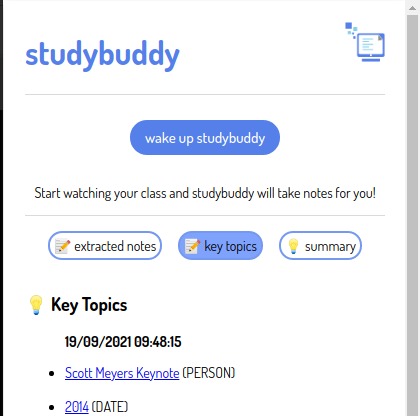 studybuddy
wake up studybuddy
Start watching your class and studybuddy will take notes for you!
📝 extracted notes 📝 key topics 💡 summary
💡 Key Topics
19/09/2021 09:48:15
Scott Meyers Keynote (PERSON)
2014 (DATE)